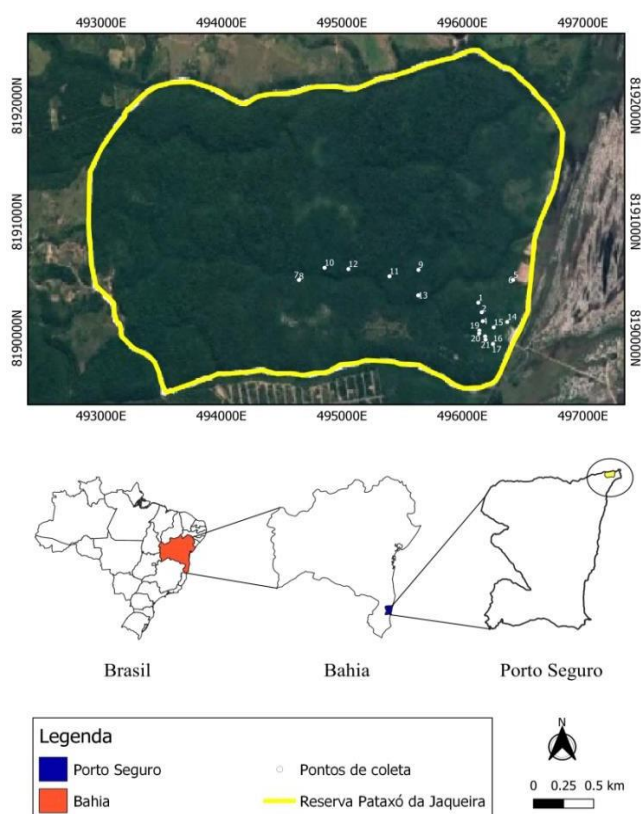 493000E 494000E 495000E 496000E 497000E
8192000N 8192000N
8191000N 8191000N
8190000N 8190000N
10 12 9 5
7 8 11 6
13 1
2
4 15 14
19
20 16
21 17
493000E 494000E 495000E 496000E 497000E
Brasil Bahia Porto Seguro
Legenda
Porto Seguro Pontos de coleta
Bahia Reserva Pataxó da Jaqueira
N
0 0.25 0.5 km